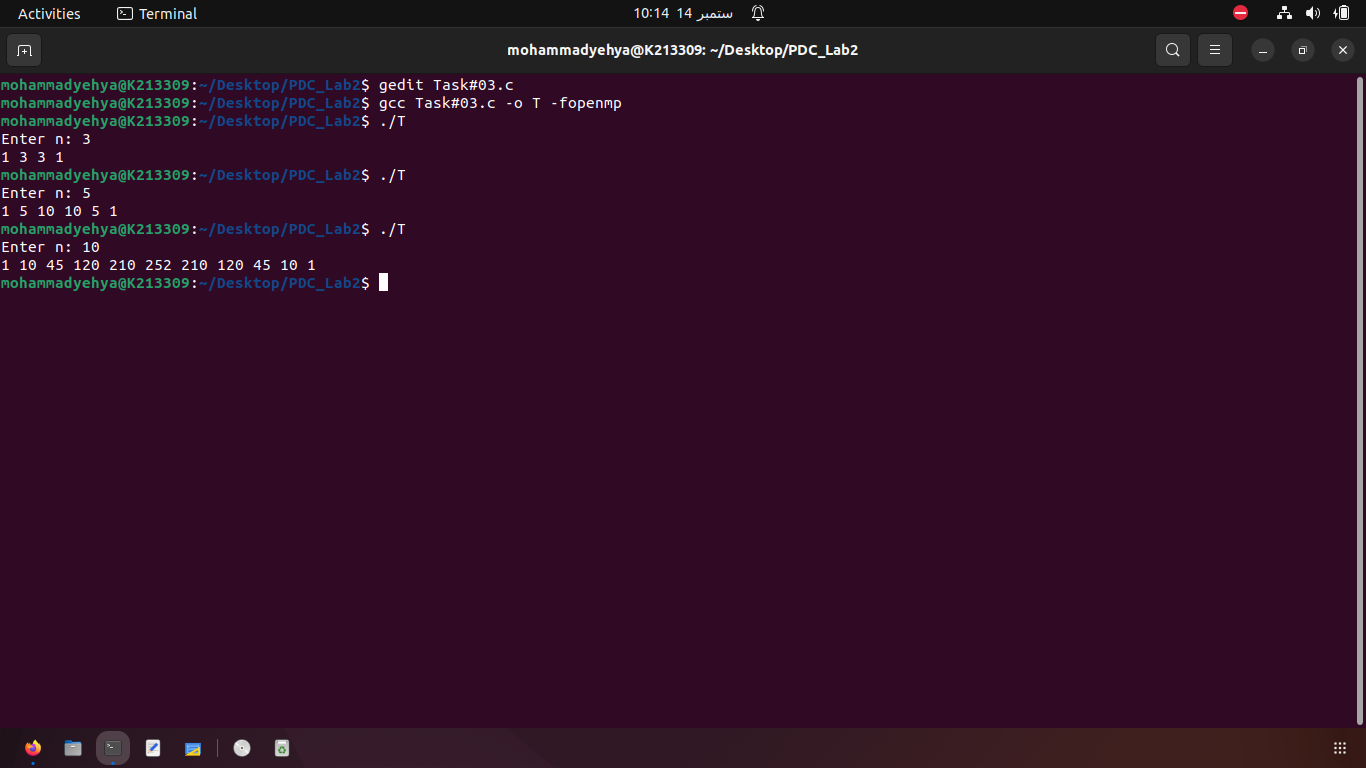 Activities Terminal 10:14 14 ستمبر
mohammadyehya@K213309: ~/Desktop/PDC_Lab2
mohammadyehya@K213309:~/Desktop/PDC_Lab2$ gedit Task#03.c
mohammadyehya@K213309:~/Desktop/PDC_Lab2$ gcc Task#03.c -o T -fopenmp
mohammadyehya@K213309:~/Desktop/PDC_Lab2$ ./T
Enter n: 3
1 3 3 1
mohammadyehya@K213309:~/Desktop/PDC_Lab2$ ./T
Enter n: 5
1 5 10 10 5 1
mohammadyehya@K213309:~/Desktop/PDC_Lab2$ ./T
Enter n: 10
1 10 45 120 210 252 210 120 45 10 1
mohammadyehya@K213309:~/Desktop/PDC_Lab2$